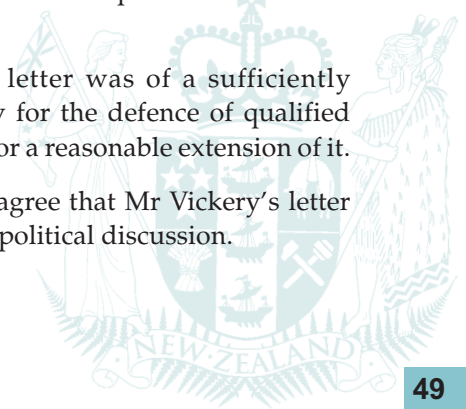 letter was of a sufficiently
for the defence of qualified
or a reasonable extension of it.
agree that Mr Vickery's letter
political discussion.
NEW ZEALAND
49